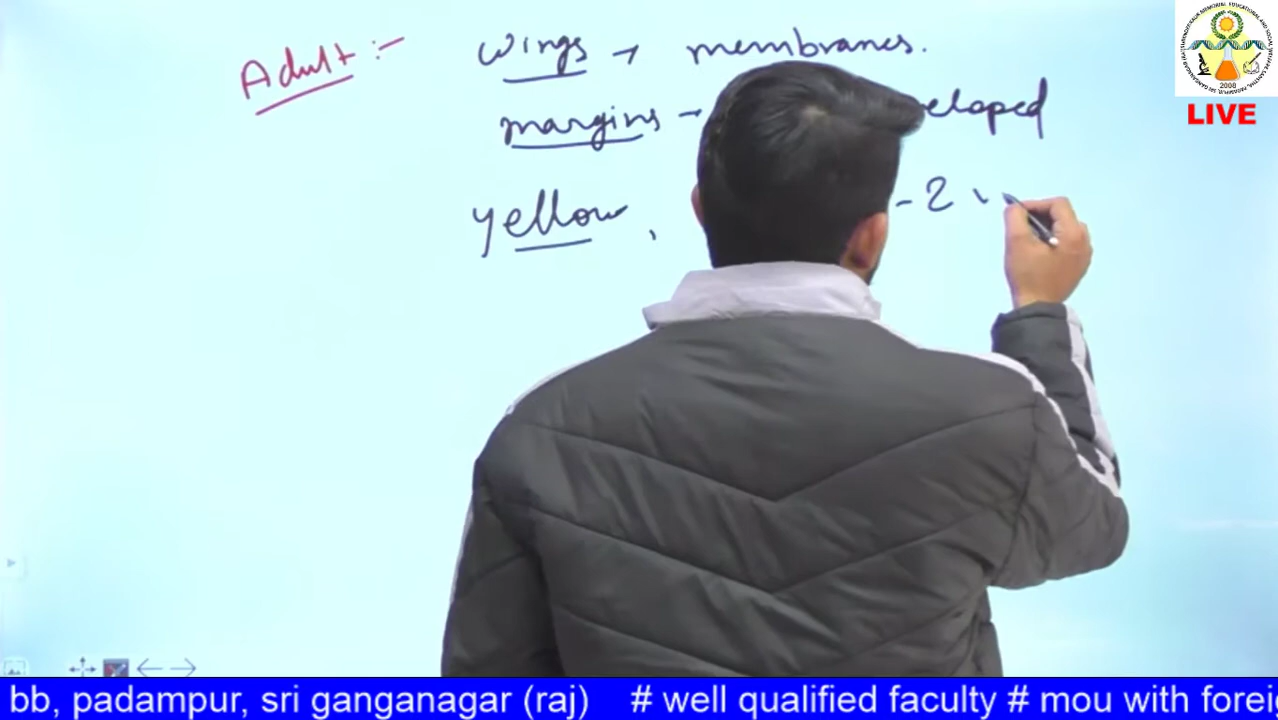 Adult :- wings → membranes.
margins - eloped
yellow , - 2
2008
LIVE
bb, padampur, sri ganganagar (raj) # well qualified faculty # mou with forei